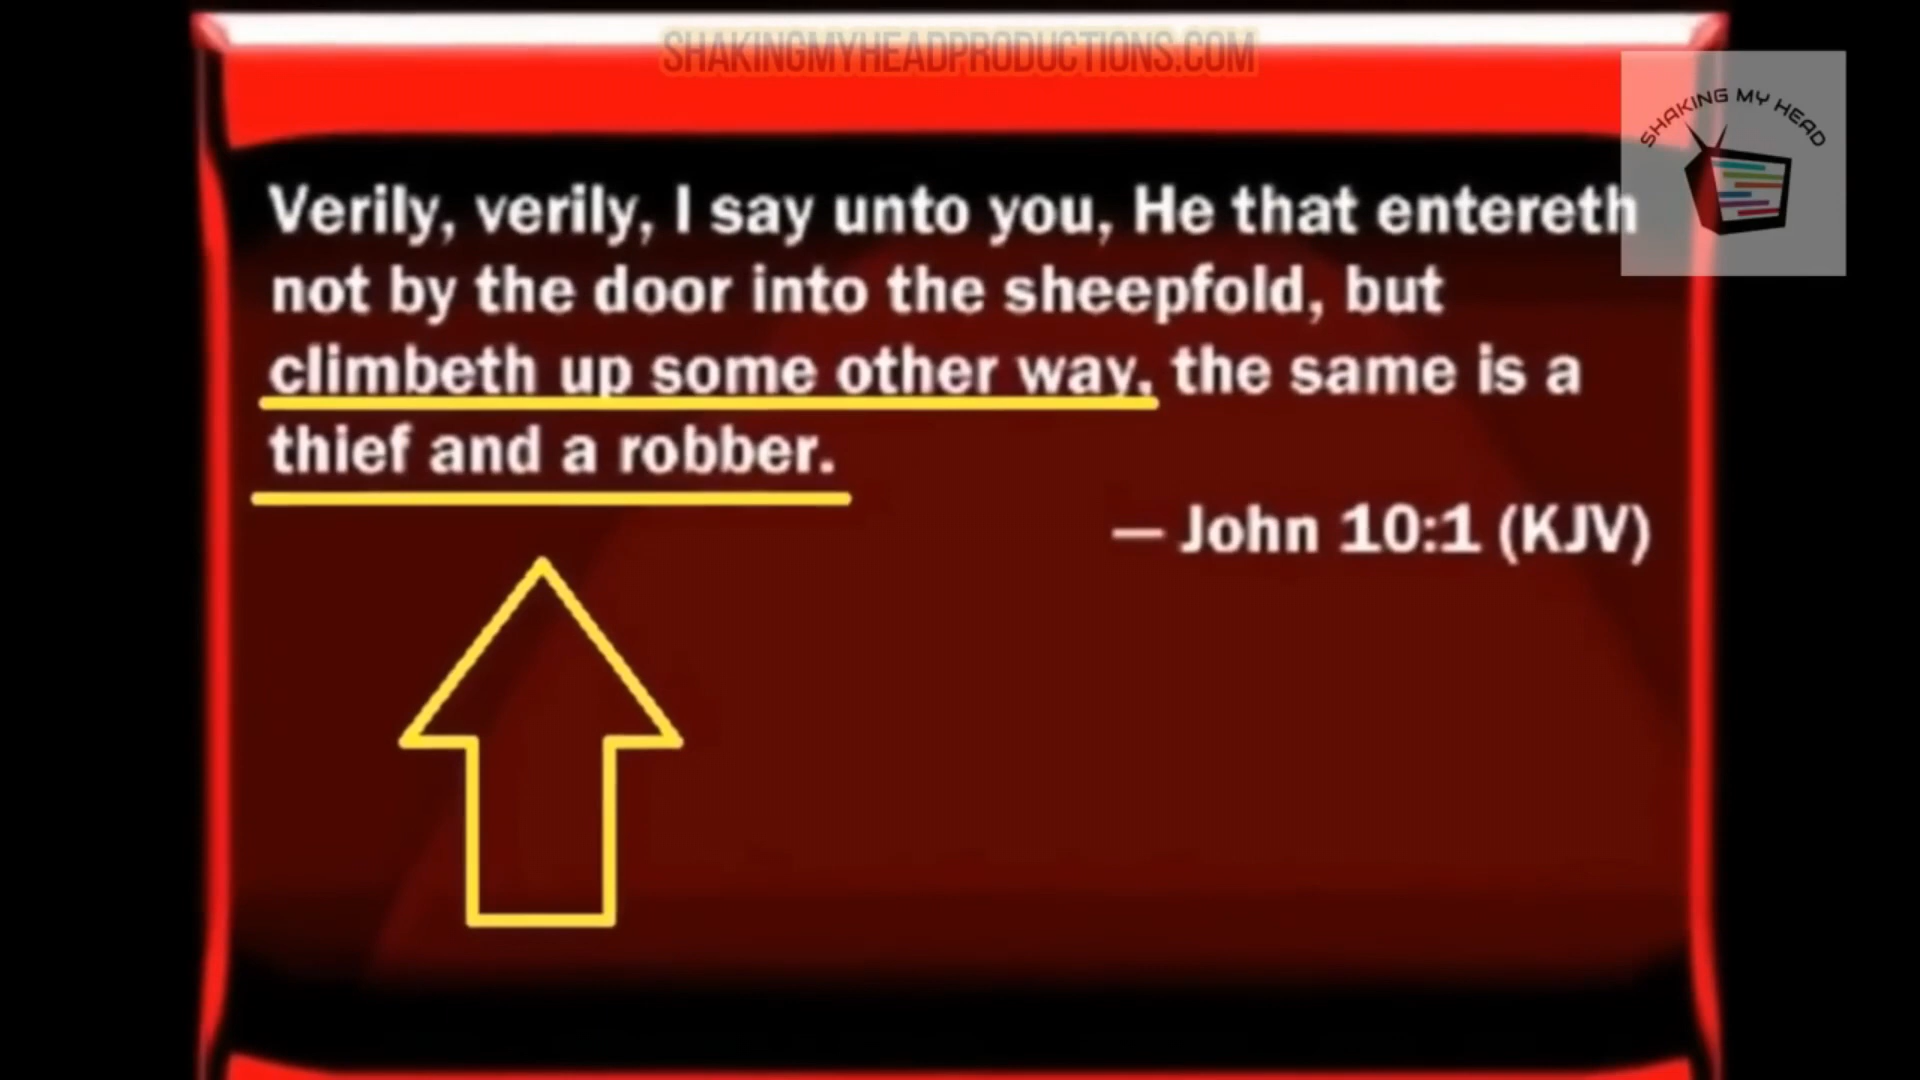 SHAKINGMYHEADPRODUCTIONS.COM
SHAKING MY HEAD
Verily, verily, I say unto you, He that entereth
not by the door into the sheepfold, but
climbeth up some other way, the same is a
thief and a robber.
— John 10:1 (KJV)